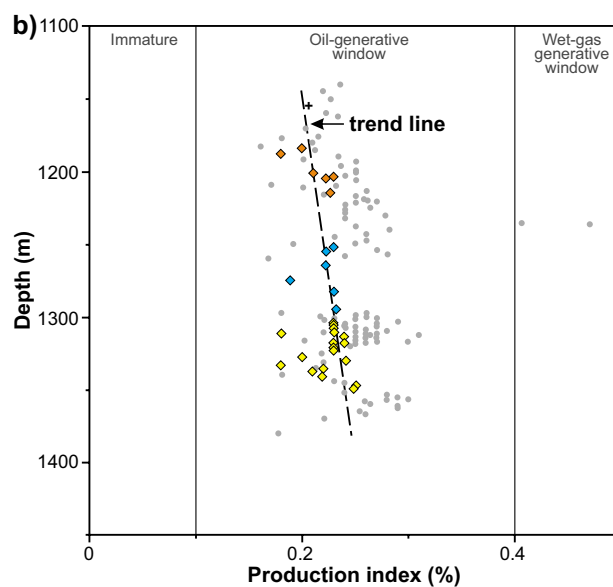 b)
1100
Immature
Oil-generative
window
Wet-gas
generative
window
trend line
1200
Depth (m)
1300
1400
0
0.2
0.4
Production index (%)